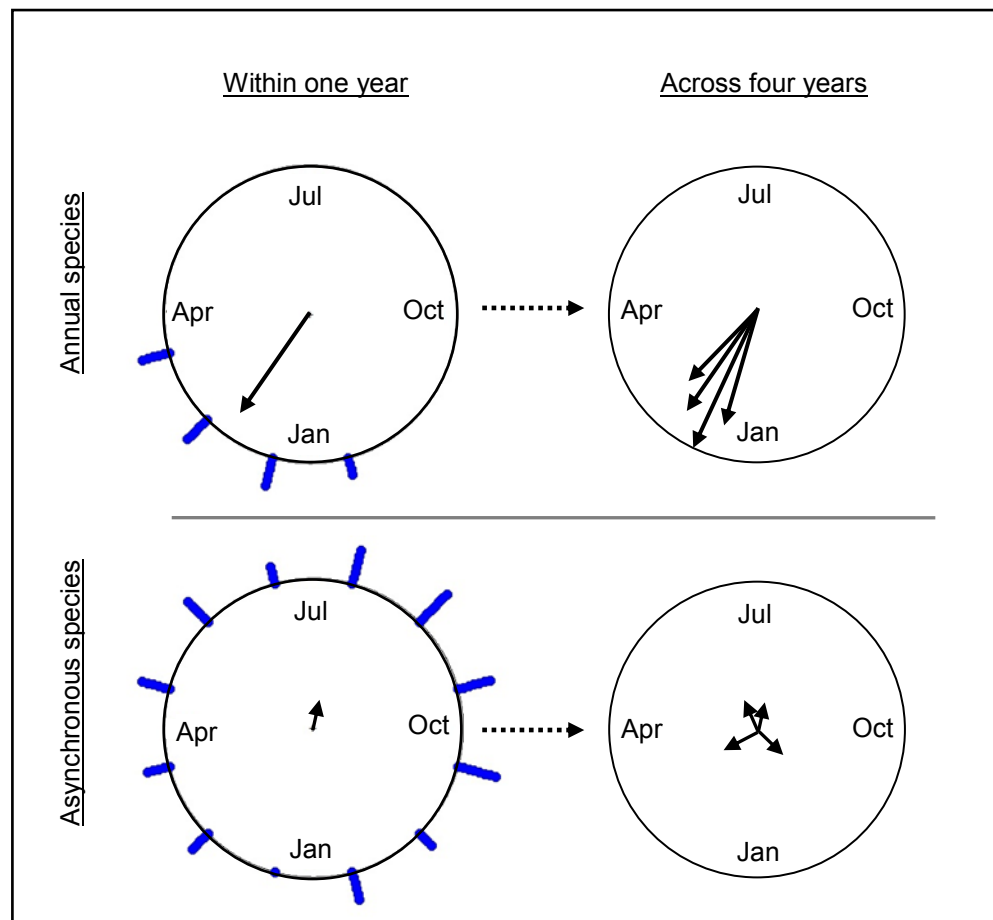 Within one year
Across four years
Annual species
Jul
Apr
Oct
Jan
Jul
Apr
Oct
Jan
Asynchronous species
Jul
Apr
Oct
Jan
Jul
Apr
Oct
Jan